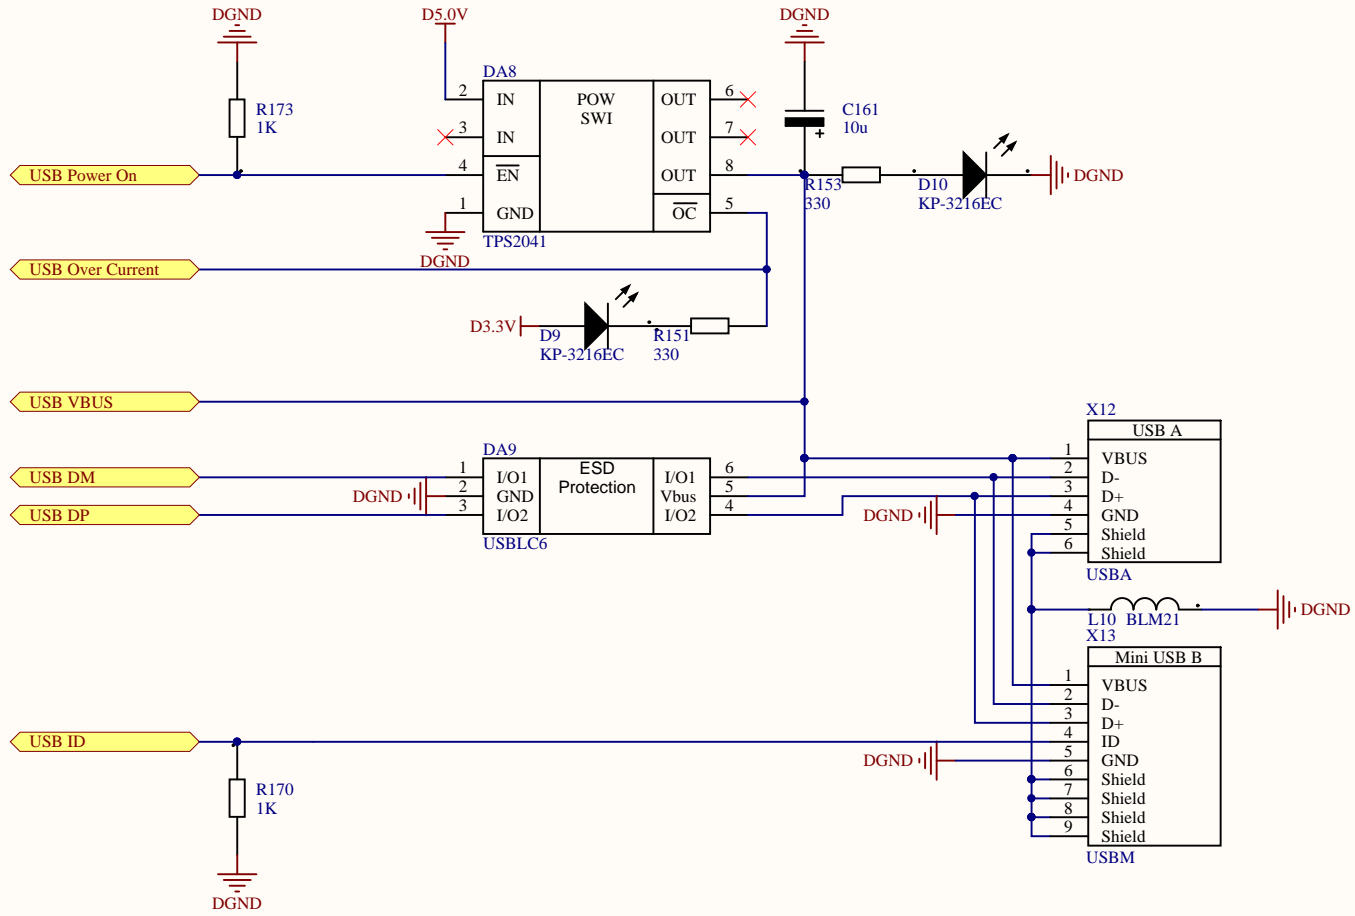 DGND
D5.0V
DGND
R173
1K
DA8
2
IN
POW
SWI
OUT
6
C161
10u
+
3
IN
OUT
7
USB Power On
4
EN
OUT
8
R153
330
D10
KP-3216EC
DGND
1
GND
OC
5
TPS2041
DGND
USB Over Current
D3.3V
D9
KP-3216EC
R151
330
USB VBUS
X12
USB A
DA9
1
VBUS
USB DM
1
I/O1
ESD
Protection
I/O1
6
2
D-
DGND
2
GND
Vbus
5
3
D+
USB DP
3
I/O2
I/O2
4
DGND
4
GND
5
Shield
6
Shield
USBLC6
USBA
L10 BLM21
DGND
X13
Mini USB B
1
VBUS
2
D-
3
D+
USB ID
4
ID
DGND
5
GND
6
Shield
7
Shield
8
Shield
9
Shield
USBM
R170
1K
DGND